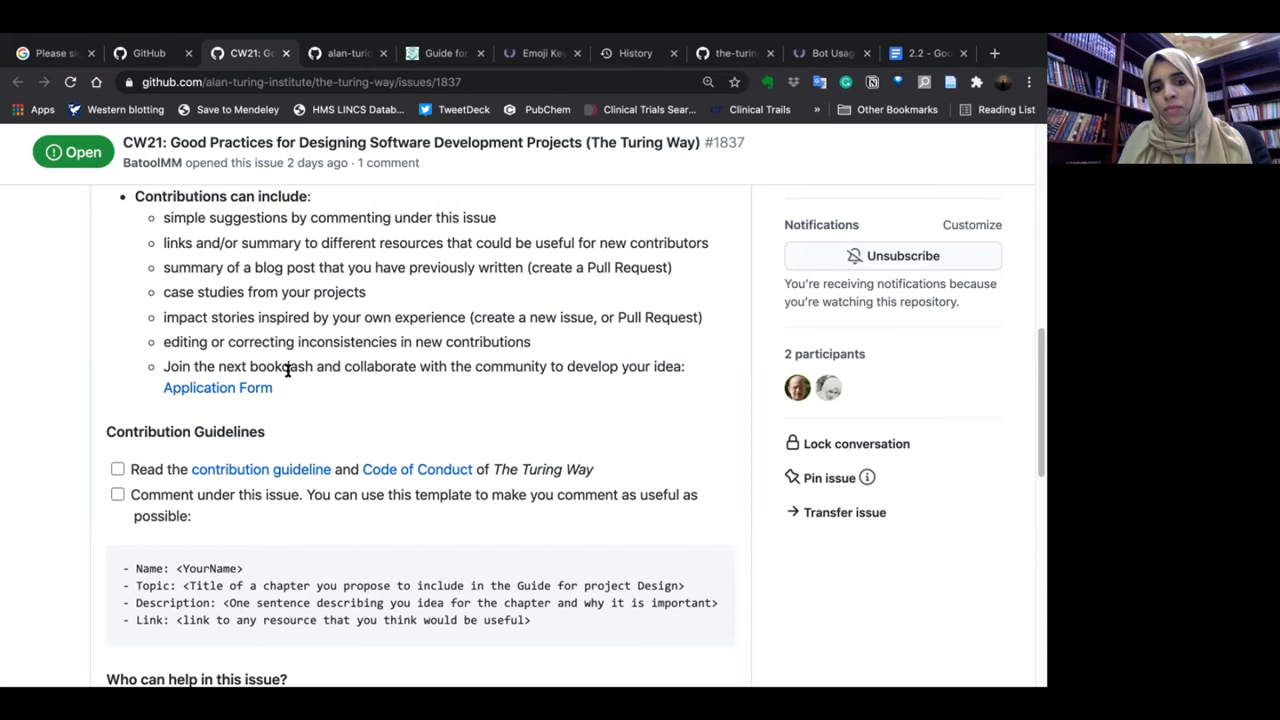 Please si
GitHub
CW21: Go
alan-turin
Guide for
Emoji Key
History
the-turing
Bot Usag
2.2 - Goo
github.com/alan-turing-institute/the-turing-way/issues/1837
Apps
Western blotting
Save to Mendeley
HMS LINCS Datab...
TweetDeck
PubChem
Clinical Trials Sear...
Clinical Trails
»
Other Bookmarks
Reading List
Open
CW21: Good Practices for Designing Software Development Projects (The Turing Way) #1837
BatoolMM opened this issue 2 days ago · 1 comment
Contributions can include:
simple suggestions by commenting under this issue
links and/or summary to different resources that could be useful for new contributors
summary of a blog post that you have previously written (create a Pull Request)
case studies from your projects
impact stories inspired by your own experience (create a new issue, or Pull Request)
editing or correcting inconsistencies in new contributions
Join the next bookdash and collaborate with the community to develop your idea:
Application Form
Contribution Guidelines
Read the contribution guideline and Code of Conduct of The Turing Way
Comment under this issue. You can use this template to make you comment as useful as
possible:
- Name: <YourName>
- Topic: <Title of a chapter you propose to include in the Guide for project Design>
- Description: <One sentence describing you idea for the chapter and why it is important>
- Link: <link to any resource that you think would be useful>
Who can help in this issue?
Notifications
Customize
Unsubscribe
You're receiving notifications because
you're watching this repository.
2 participants
Lock conversation
Pin issue
Transfer issue